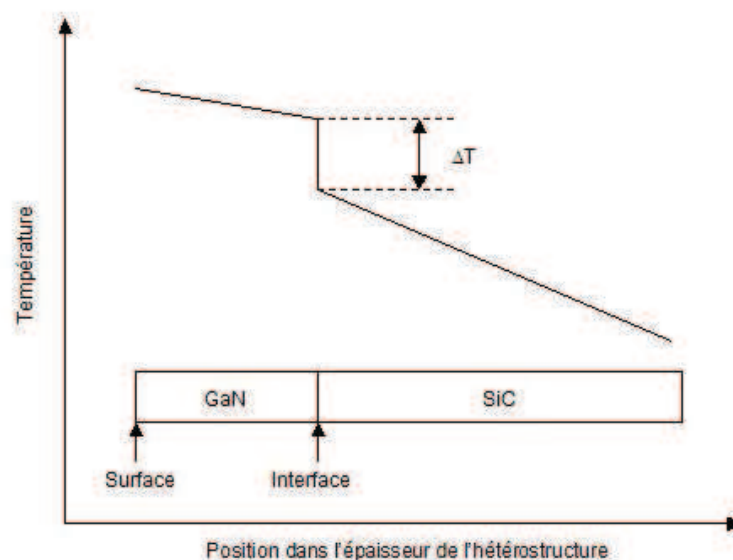 ΔT
Température
GaN
SiC
Surface
Interface
Position dans l'épaisseur de l'hétérostructure